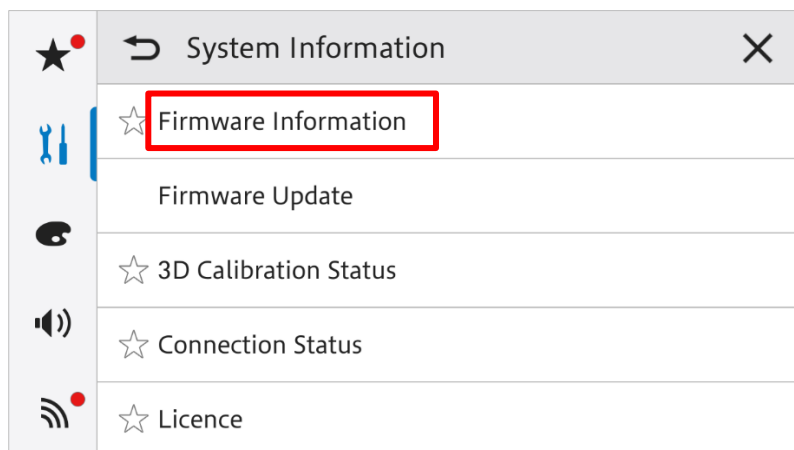 System Information
Firmware Information
Firmware Update
3D Calibration Status
Connection Status
Licence